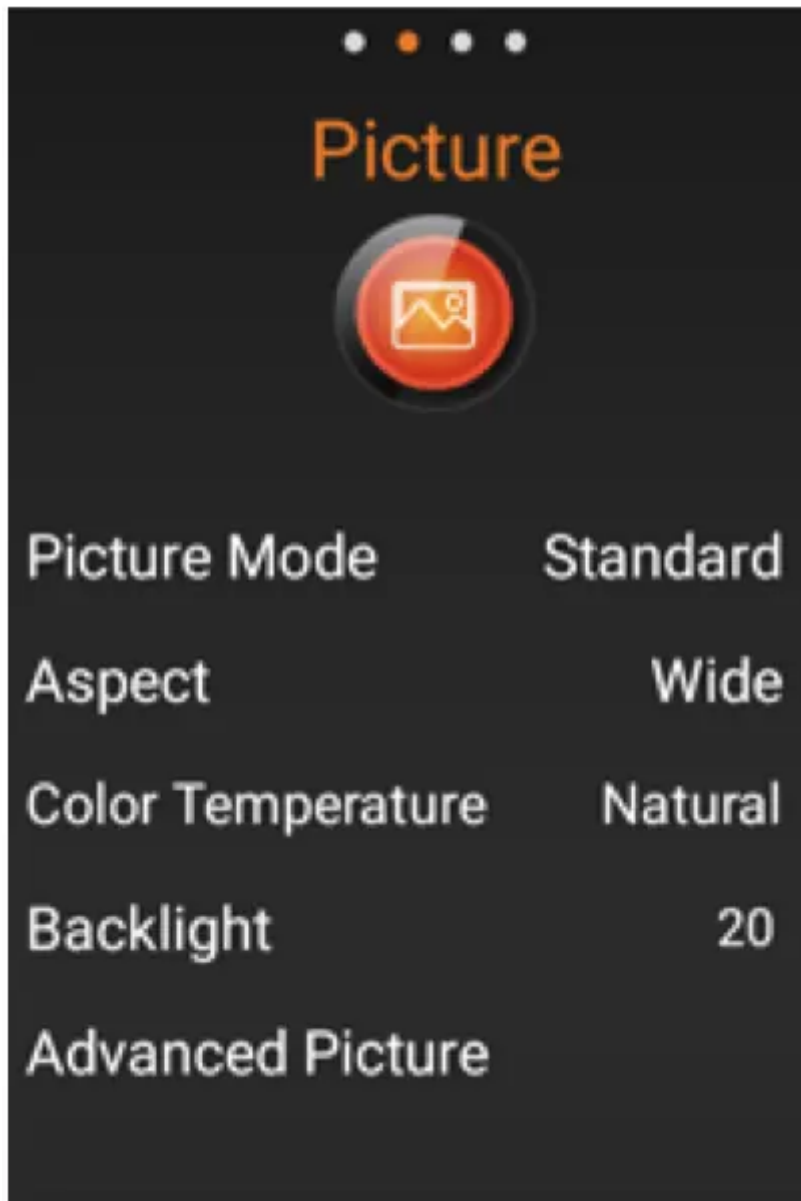 Picture
Picture Mode Standard
Aspect Wide
Color Temperature Natural
Backlight 20
Advanced Picture